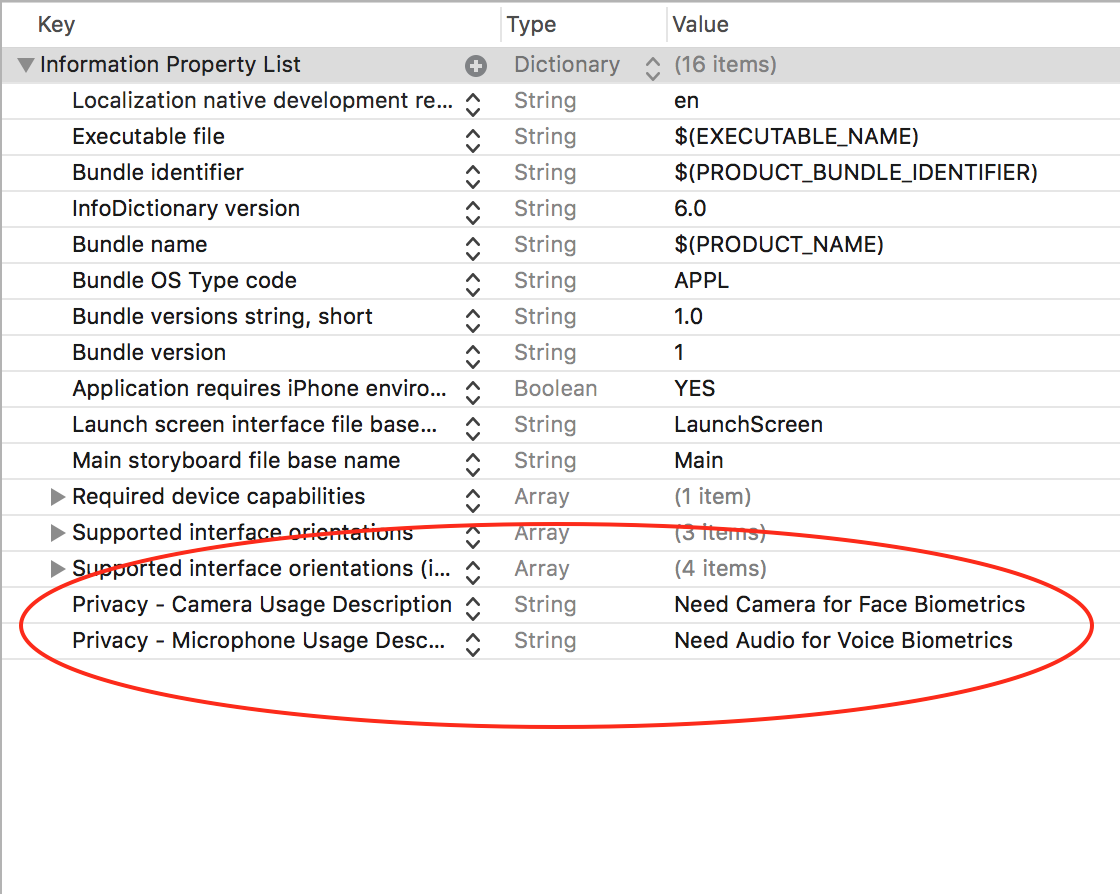 Key Type Value
Information Property List Dictionary (16 items)
Localization native development re... String en
Executable file String $(EXECUTABLE_NAME)
Bundle identifier String $(PRODUCT_BUNDLE_IDENTIFIER)
InfoDictionary version String 6.0
Bundle name String $(PRODUCT_NAME)
Bundle OS Type code String APPL
Bundle versions string, short String 1.0
Bundle version String 1
Application requires iPhone enviro... Boolean YES
Launch screen interface file base... String LaunchScreen
Main storyboard file base name String Main
Required device capabilities Array (1 item)
Supported interface orientations Array (3 items)
Supported interface orientations (i... Array (4 items)
Privacy - Camera Usage Description String Need Camera for Face Biometrics
Privacy - Microphone Usage Desc... String Need Audio for Voice Biometrics